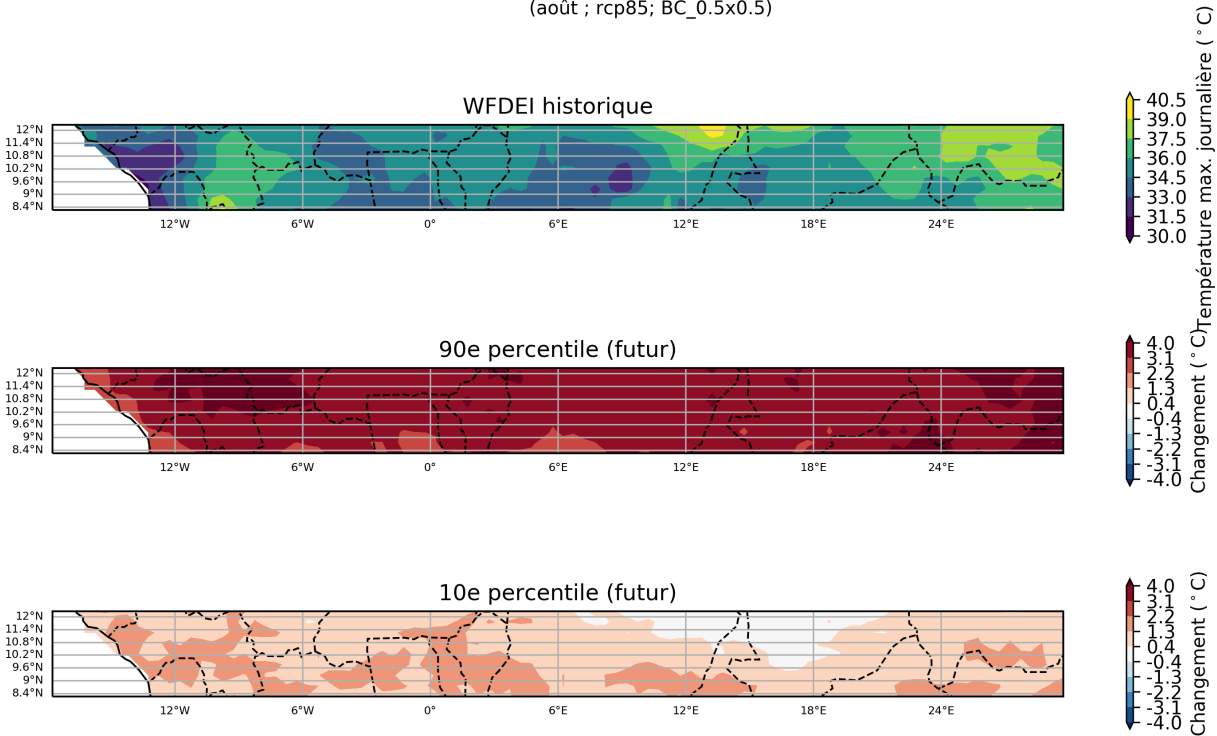 (août ; rcp85; BC_0.5x0.5)
WFDEI historique
12°N
11.4°N
10.8°N
10.2°N
9.6°N
9°N
8.4°N
12°W
6°W
0°
6°E
12°E
18°E
24°E
40.5
39.0
37.5
36.0
34.5
33.0
31.5
30.0
Température max. journalière (°C)
90e percentile (futur)
12°N
11.4°N
10.8°N
10.2°N
9.6°N
9°N
8.4°N
12°W
6°W
0°
6°E
12°E
18°E
24°E
4.0
3.1
2.2
1.3
0.4
-0.4
-1.3
-2.2
-3.1
-4.0
Changement (°C)
10e percentile (futur)
12°N
11.4°N
10.8°N
10.2°N
9.6°N
9°N
8.4°N
12°W
6°W
0°
6°E
12°E
18°E
24°E
4.0
3.1
2.2
1.3
0.4
-0.4
-1.3
-2.2
-3.1
-4.0
Changement (°C)